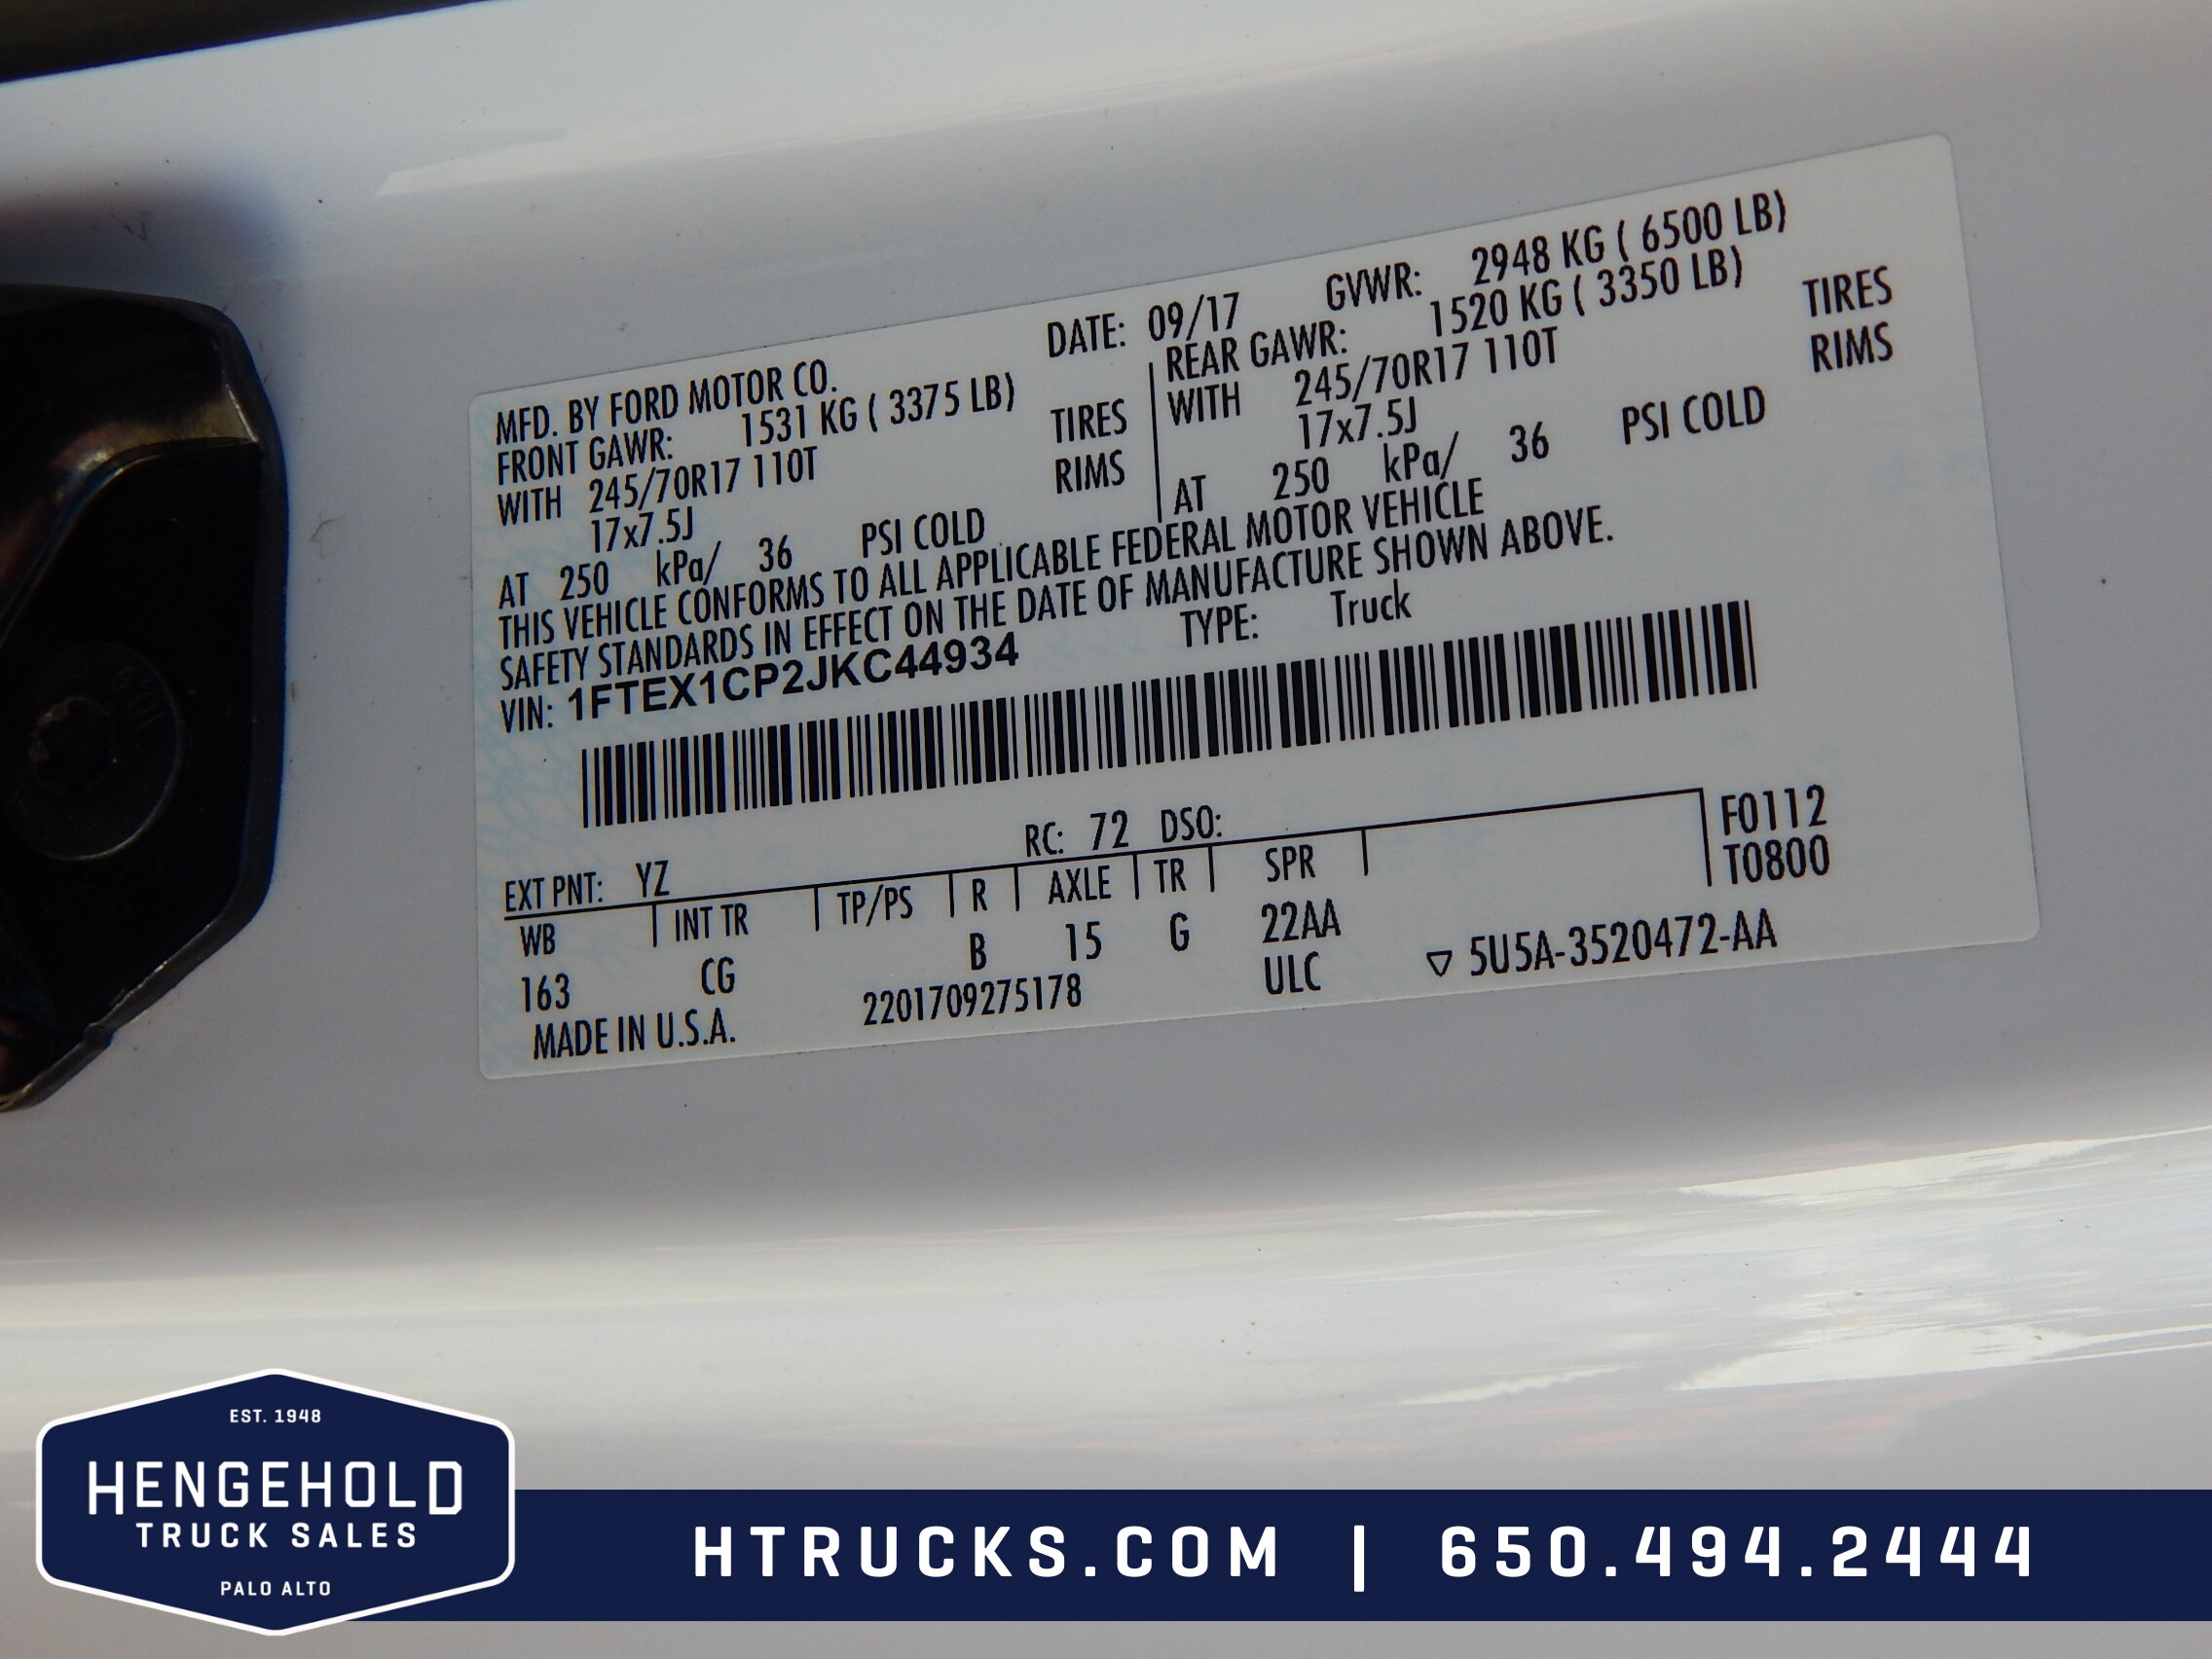 DATE: 09/17 GVWR: 2948 KG ( 6500 LB)
MFD. BY FORD MOTOR CO.
FRONT GAWR: 1531 KG ( 3375 LB)
WITH 245/70R17 110T TIRES
17x7.5J RIMS
AT 250 kPa/ 36 PSI COLD
REAR GAWR: 1520 KG ( 3350 LB)
WITH 245/70R17 110T TIRES
17x7.5J RIMS
AT 250 kPa/ 36 PSI COLD
THIS VEHICLE CONFORMS TO ALL APPLICABLE FEDERAL MOTOR VEHICLE
SAFETY STANDARDS IN EFFECT ON THE DATE OF MANUFACTURE SHOWN ABOVE.
VIN: 1FTEX1CP2JKC44934 TYPE: Truck
EXT PNT: YZ RC: 72 DSO: F0112
WB INT TR TP/PS R AXLE TR SPR T0800
163 CG B 15 G 22AA
MADE IN U.S.A. 2201709275178 ULC ▽ 5U5A-3520472-AA
EST. 1948
HENGEHOLD
TRUCK SALES
PALO ALTO
HTRUCKS.COM | 650.494.2444